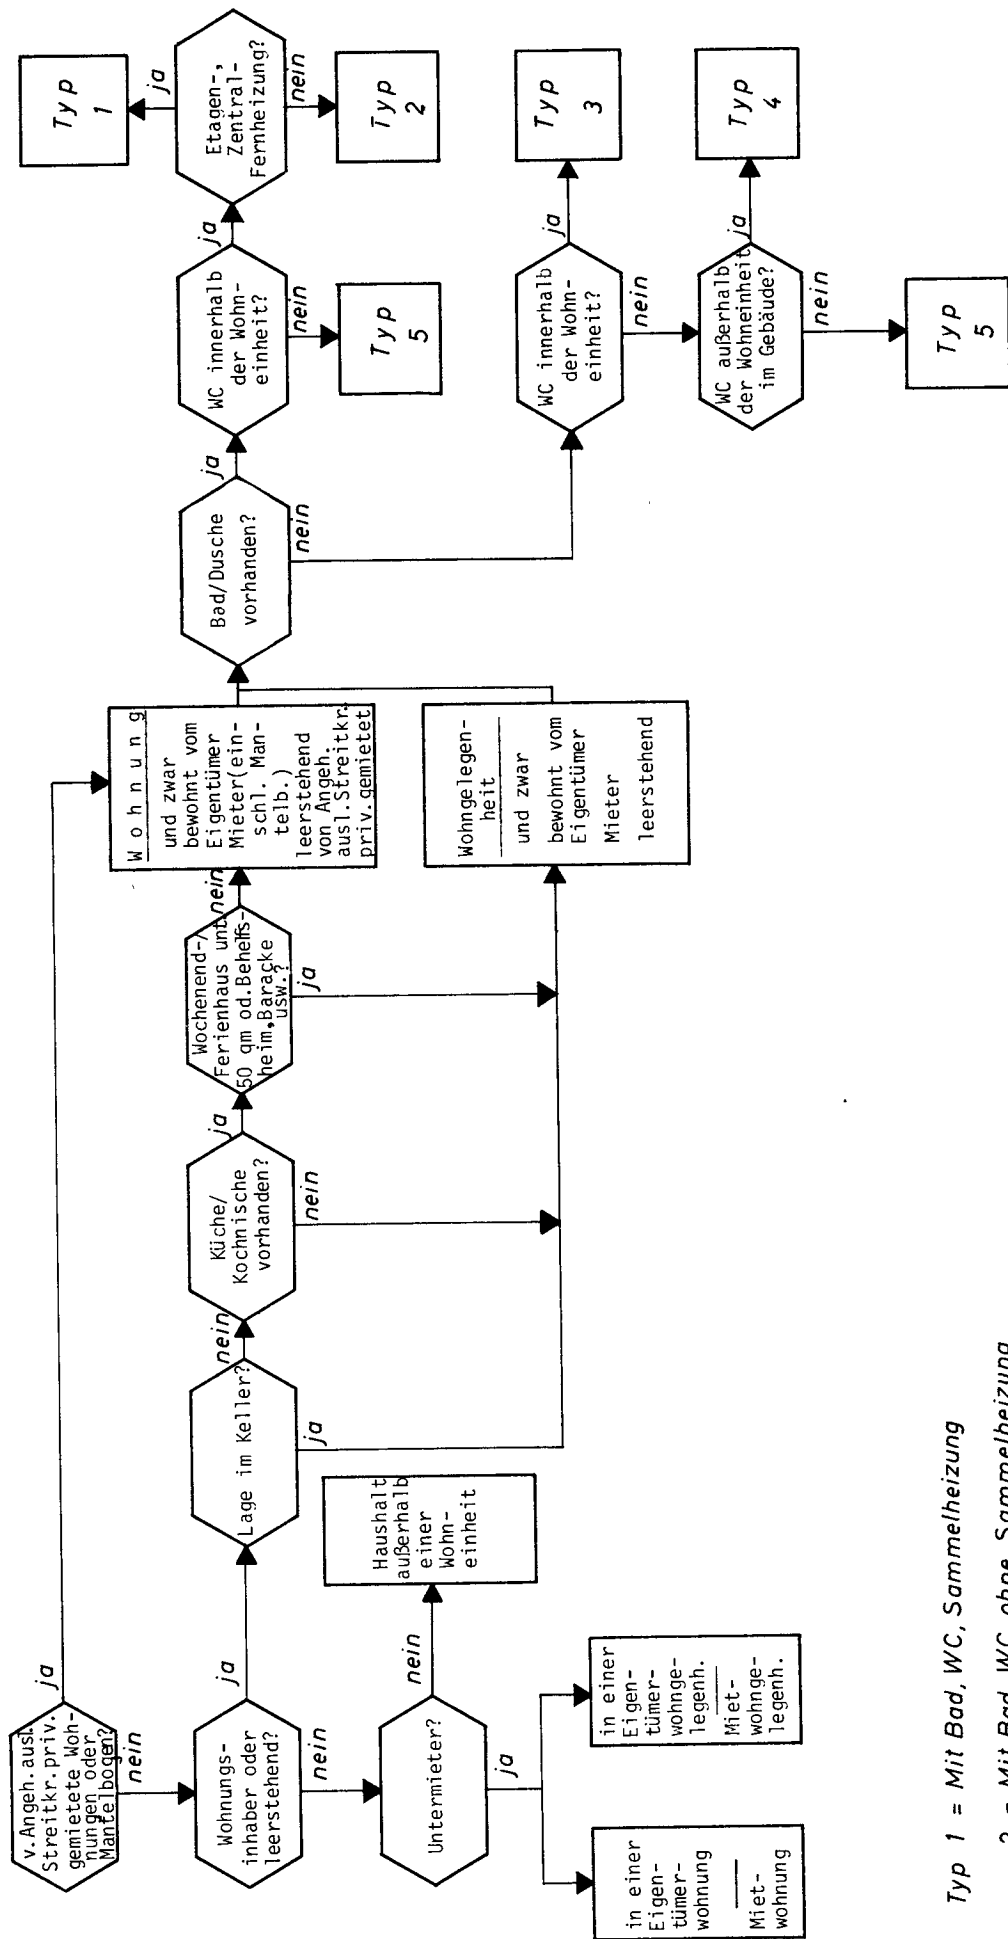 v.Angeh.ausl.
Streitkr.priv.
gemietete Woh-
nungen oder
Mantelbogen?
ja
nein
Wohnungs-
inhaber oder
leerstehend?
ja
nein
Untermieter?
nein
ja
in einer
Eigen-
tümer-
wohnung
Miet-
wohnung
in einer
Eigen-
tümer-
wohnge-
legenh.
Miet-
wohnge-
legenh.
Haushalt
außerhalb
einer
Wohn-
einheit
Lage im Keller?
nein
ja
Küche/
Kochnische
vorhanden?
ja
nein
Wochenend-/
Ferienhaus unt.
50 qm od.Behelfs-
heim,Baracke
usw.?
nein
ja
Wohnung
und zwar
bewohnt vom
Eigentümer
Mieter(ein-
schl. Man-
telb.)
leerstehend
von Angeh.
ausl.Streitkr.
priv.gemietet
Wohngelegen-
heit
und zwar
bewohnt vom
Eigentümer
Mieter
leerstehend
Bad/Dusche
vorhanden?
ja
nein
WC innerhalb
der Wohn-
einheit?
ja
nein
Typ
5
Etagen-,
Zentral-
Fernheizung?
ja
nein
Typ
1
Typ
2
WC innerhalb
der Wohn-
einheit?
ja
nein
Typ
3
WC außerhalb
der Wohneinheit
im Gebäude?
ja
nein
Typ
4
Typ
5
Typ 1 = Mit Bad, WC, Sammelheizung
2 = Mit Bad, WC, ohne Sammelheizung